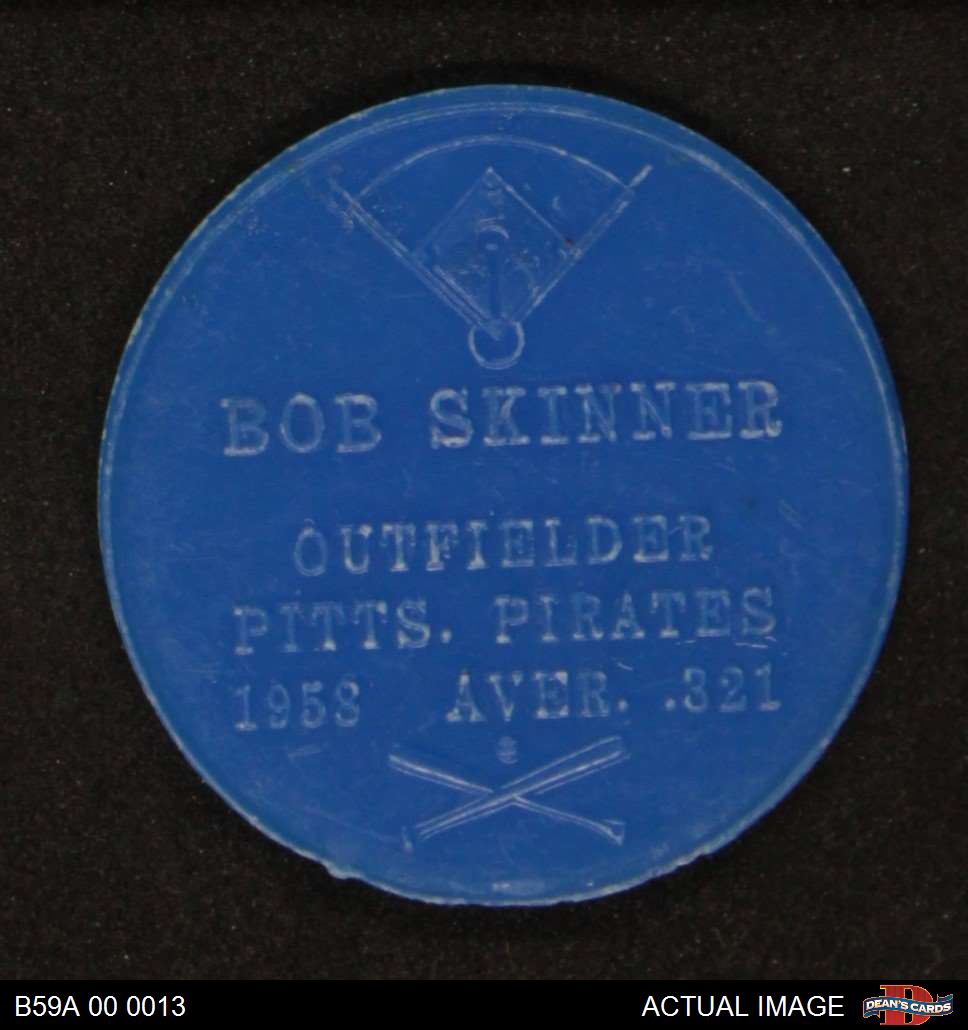 BOB SKINNER
OUTFIELDER
PITTS. PIRATES
1958 AVER. .321
B59A 00 0013
ACTUAL IMAGE
DEAN'S CARDS